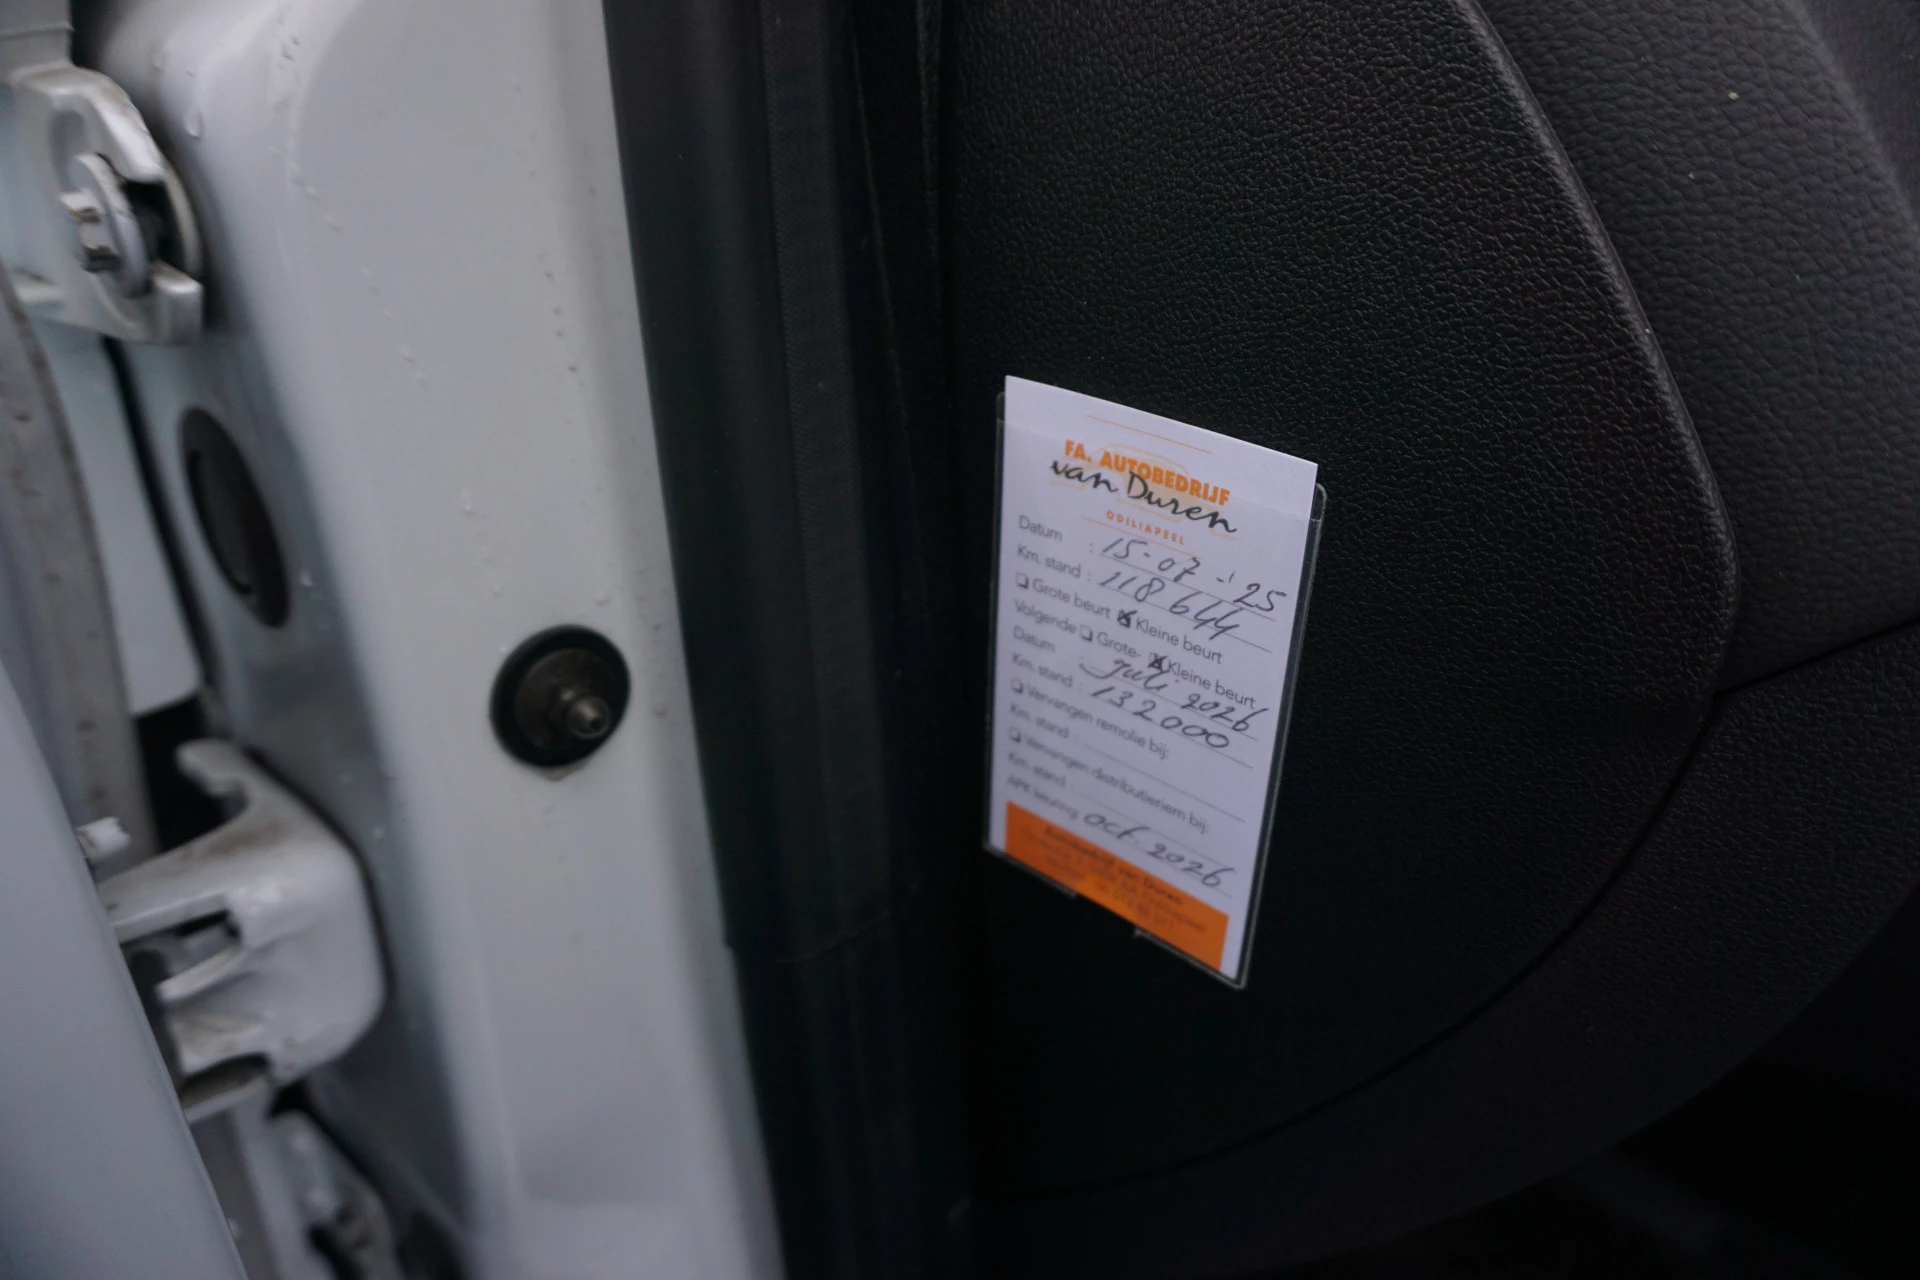 FA. AUTOBEDRIJF
van Duren
ODILIAPEEL
Datum : 15-07-'25
Km. stand : 118644
❑ Grote beurt ☒ Kleine beurt
Volgende ❑ Grote- ☒ Kleine beurt
Datum : juli 2026
Km. stand : 132000
❑ Vervangen remolie bij:
Km. stand :
❑ Vervangen distributieriem bij:
Km. stand :
APK keuring: oct. 2026
Autobedrijf van Duren